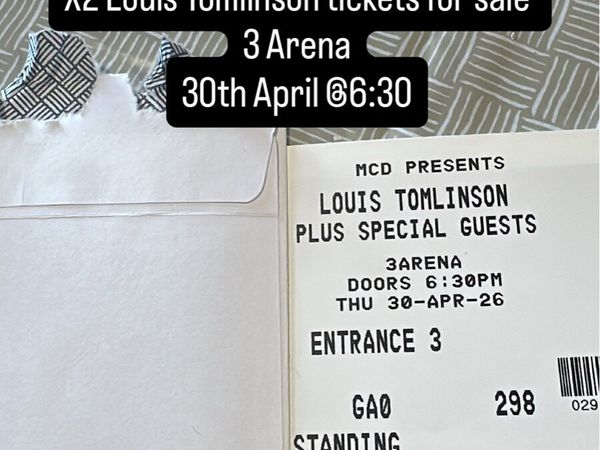 X2 Louis Tomlinson tickets for sale
3 Arena
30th April @6:30
MCD PRESENTS
LOUIS TOMLINSON
PLUS SPECIAL GUESTS
3ARENA
DOORS 6:30PM
THU 30-APR-26
ENTRANCE 3
GA0 298
029
STANDING